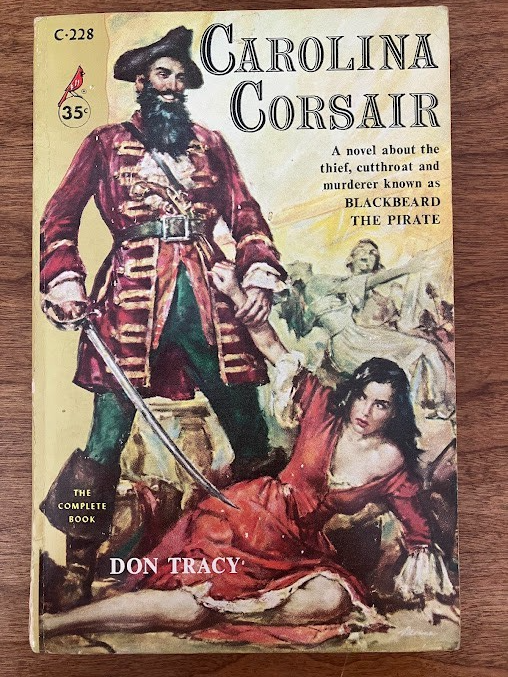 C·228
35c
CAROLINA
CORSAIR
A novel about the
thief, cutthroat and
murderer known as
BLACKBEARD
THE PIRATE
THE
COMPLETE
BOOK
DON TRACY